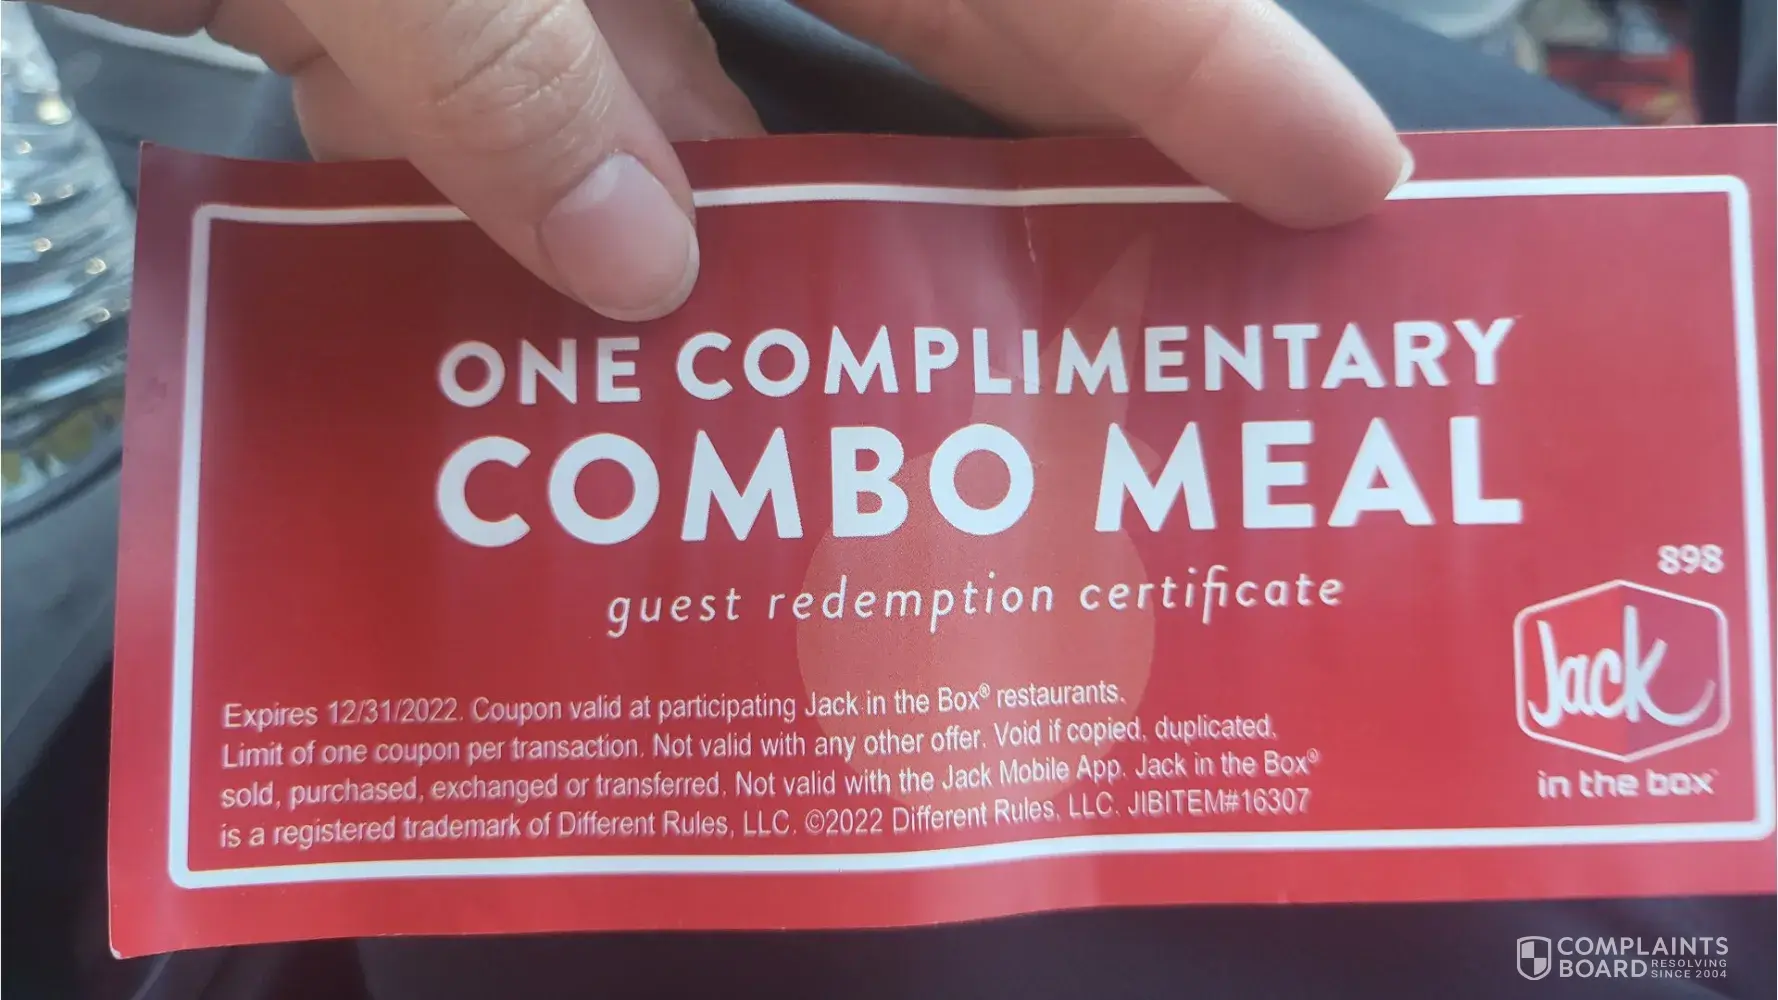 ONE COMPLIMENTARY
COMBO MEAL
guest redemption certificate
898
Jack
in the box
Expires 12/31/2022. Coupon valid at participating Jack in the Box® restaurants.
Limit of one coupon per transaction. Not valid with any other offer. Void if copied, duplicated,
sold, purchased, exchanged or transferred. Not valid with the Jack Mobile App. Jack in the Box®
is a registered trademark of Different Rules, LLC. ©2022 Different Rules, LLC. JIBITEM#16307
COMPLAINTS
BOARD RESOLVING
SINCE 2004